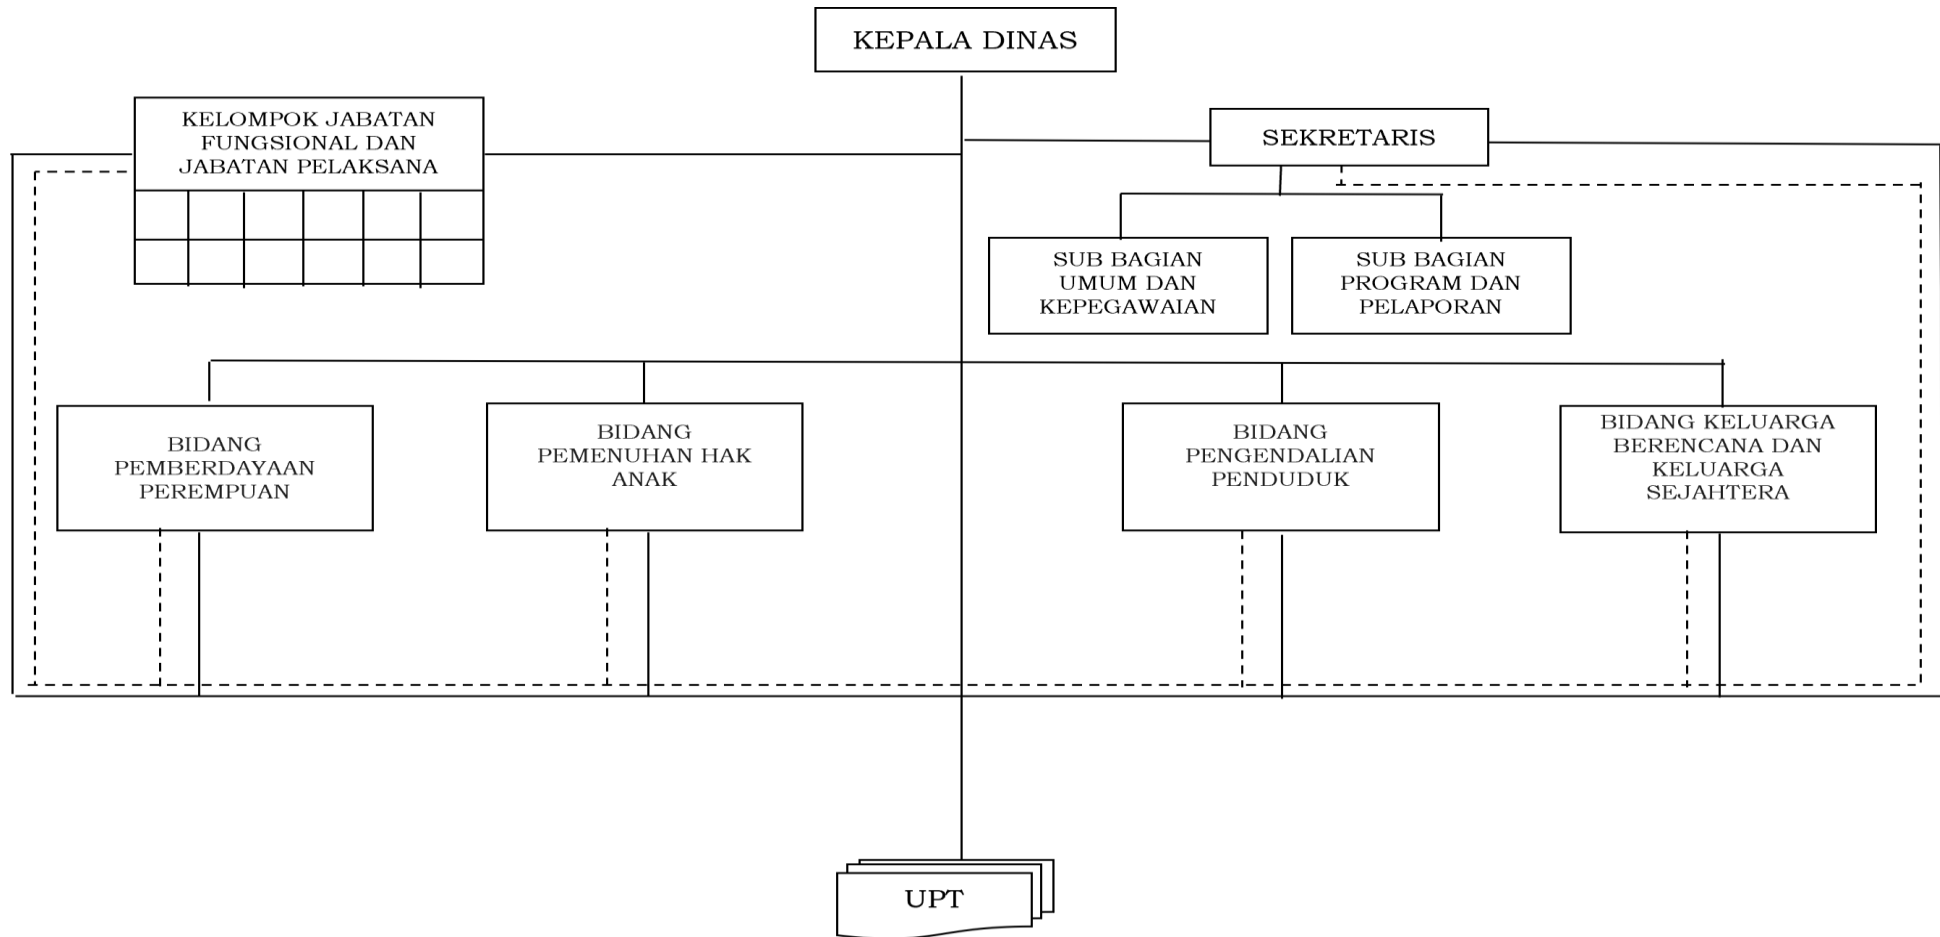 KEPALA DINAS
KELOMPOK JABATAN
FUNGSIONAL DAN
JABATAN PELAKSANA
SEKRETARIS
SUB BAGIAN
UMUM DAN
KEPEGAWAIAN
SUB BAGIAN
PROGRAM DAN
PELAPORAN
BIDANG
PEMBERDAYAAN
PEREMPUAN
BIDANG
PEMENUHAN HAK
ANAK
BIDANG
PENGENDALIAN
PENDUDUK
BIDANG KELUARGA
BERENCANA DAN
KELUARGA
SEJAHTERA
UPT